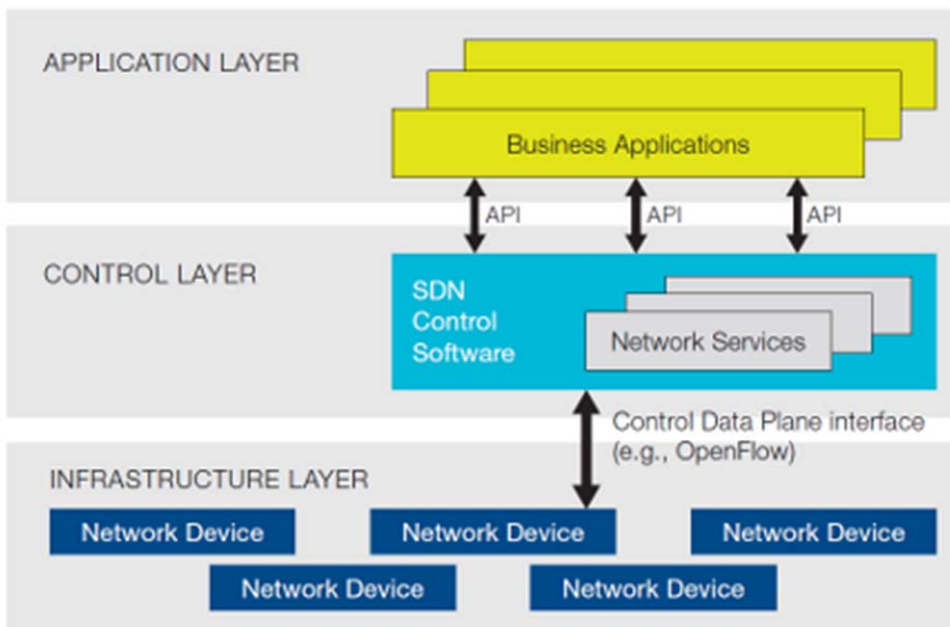 APPLICATION LAYER
Business Applications
API
API
API
CONTROL LAYER
SDN
Control
Software
Network Services
Control Data Plane interface
(e.g., OpenFlow)
INFRASTRUCTURE LAYER
Network Device
Network Device
Network Device
Network Device
Network Device